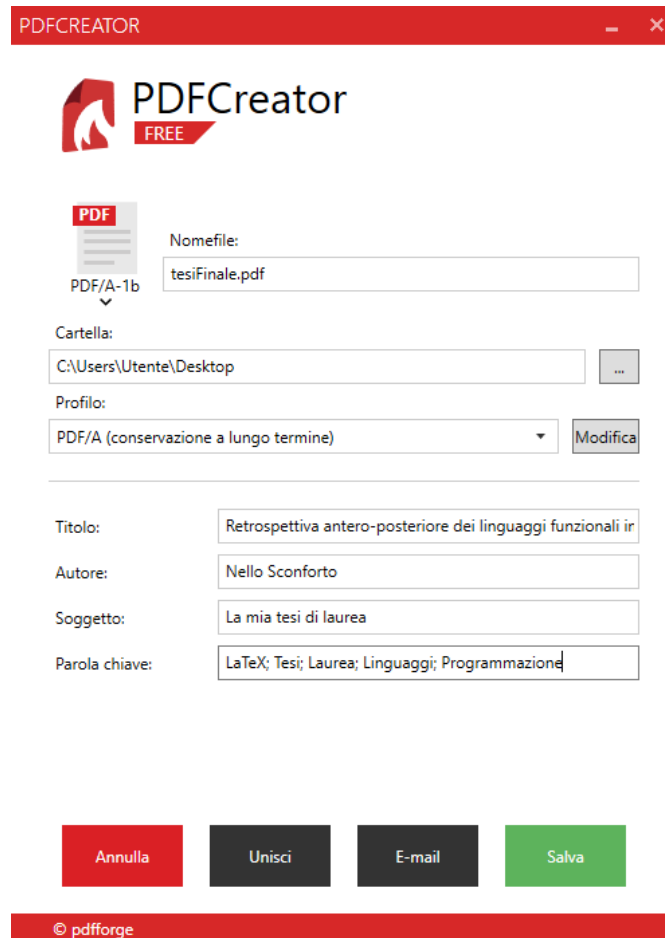 PDFCREATOR
PDFCreator
FREE
PDF
PDF/A-1b
Nomefile:
tesiFinale.pdf
Cartella:
C:\Users\Utente\Desktop
...
Profilo:
PDF/A (conservazione a lungo termine)
Modifica
Titolo:
Retrospettiva antero-posteriore dei linguaggi funzionali
Autore:
Nello Sconforto
Soggetto:
La mia tesi di laurea
Parola chiave:
LaTeX; Tesi; Laurea; Linguaggi; Programmazione
Annulla
Unisci
E-mail
Salva
© pdfforge